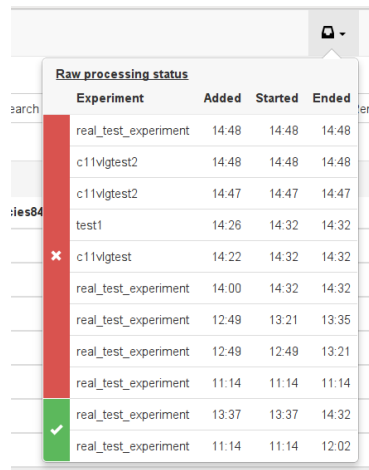 Raw processing status
Experiment Added Started Ended
earch
real_test_experiment 14:48 14:48 14:48
c11vlgtest2 14:48 14:48 14:48
c11vlgtest2 14:47 14:47 14:47
cies84
test1 14:26 14:32 14:32
c11vlgtest 14:22 14:32 14:32
real_test_experiment 14:00 14:32 14:32
real_test_experiment 12:49 13:21 13:35
real_test_experiment 12:49 12:49 13:21
real_test_experiment 11:14 11:14 11:14
real_test_experiment 13:37 13:37 14:32
real_test_experiment 11:14 11:14 12:02